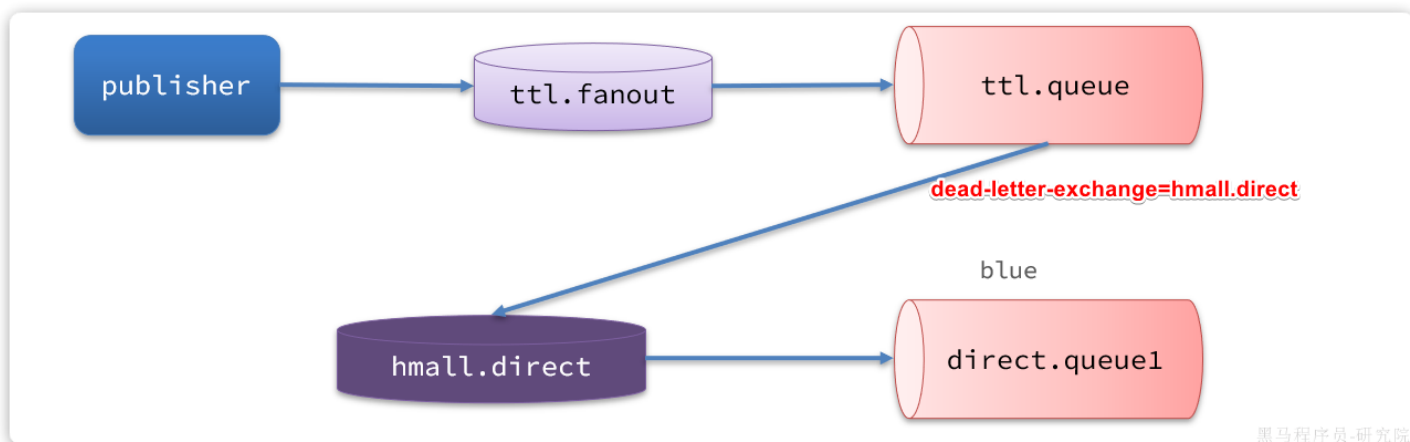 publisher
ttl.fanout
ttl.queue
dead-letter-exchange=hmall.direct
blue
hmall.direct
direct.queue1
黑马程序员-研究院